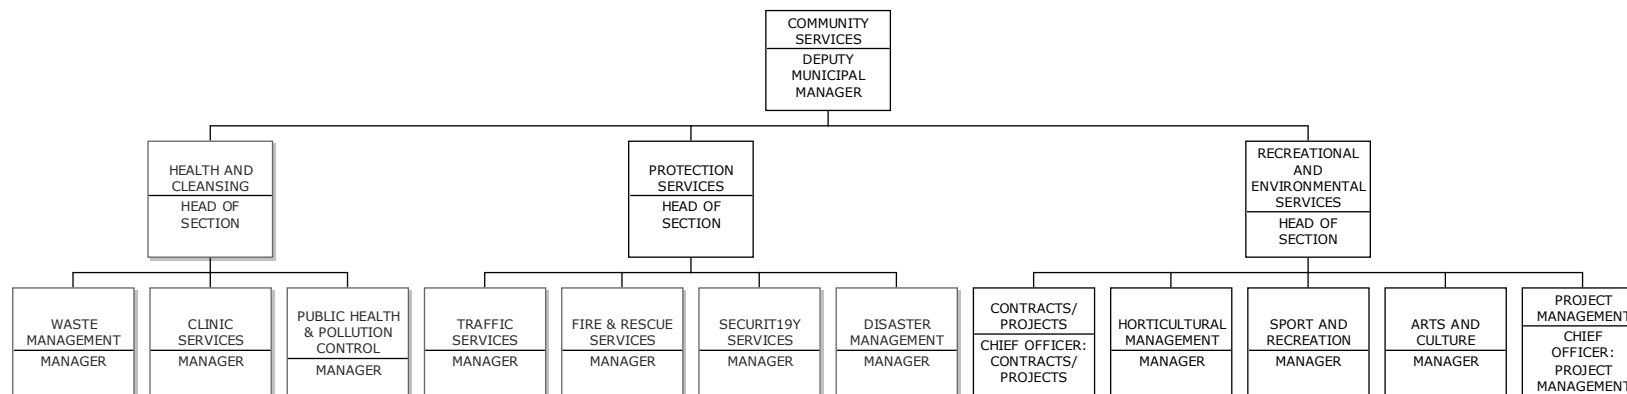 COMMUNITY
SERVICES
DEPUTY
MUNICIPAL
MANAGER
HEALTH AND
CLEANSING
HEAD OF
SECTION
PROTECTION
SERVICES
HEAD OF
SECTION
RECREATIONAL
AND
ENVIRONMENTAL
SERVICES
HEAD OF
SECTION
WASTE
MANAGEMENT
MANAGER
CLINIC
SERVICES
MANAGER
PUBLIC HEALTH
& POLLUTION
CONTROL
MANAGER
TRAFFIC
SERVICES
MANAGER
FIRE & RESCUE
SERVICES
MANAGER
SECURIT19Y
SERVICES
MANAGER
DISASTER
MANAGEMENT
MANAGER
CONTRACTS/
PROJECTS
CHIEF OFFICER:
CONTRACTS/
PROJECTS
HORTICULTURAL
MANAGEMENT
MANAGER
SPORT AND
RECREATION
MANAGER
ARTS AND
CULTURE
MANAGER
PROJECT
MANAGEMENT
CHIEF
OFFICER:
PROJECT
MANAGEMENT